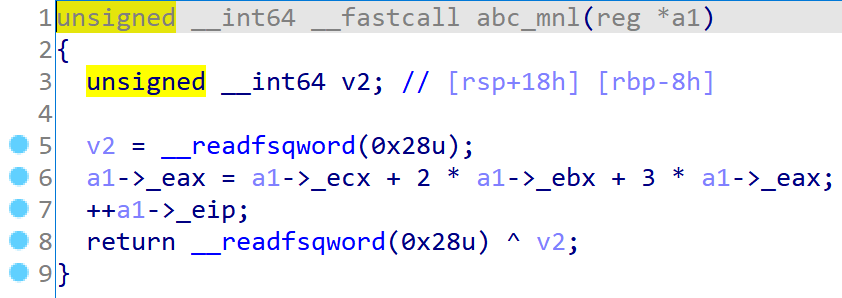 1 unsigned __int64 __fastcall abc_mnl(reg *a1)
2 {
3   unsigned __int64 v2; // [rsp+18h] [rbp-8h]
4
5   v2 = __readfsqword(0x28u);
6   a1->_eax = a1->_ecx + 2 * a1->_ebx + 3 * a1->_eax;
7   ++a1->_eip;
8   return __readfsqword(0x28u) ^ v2;
9 }